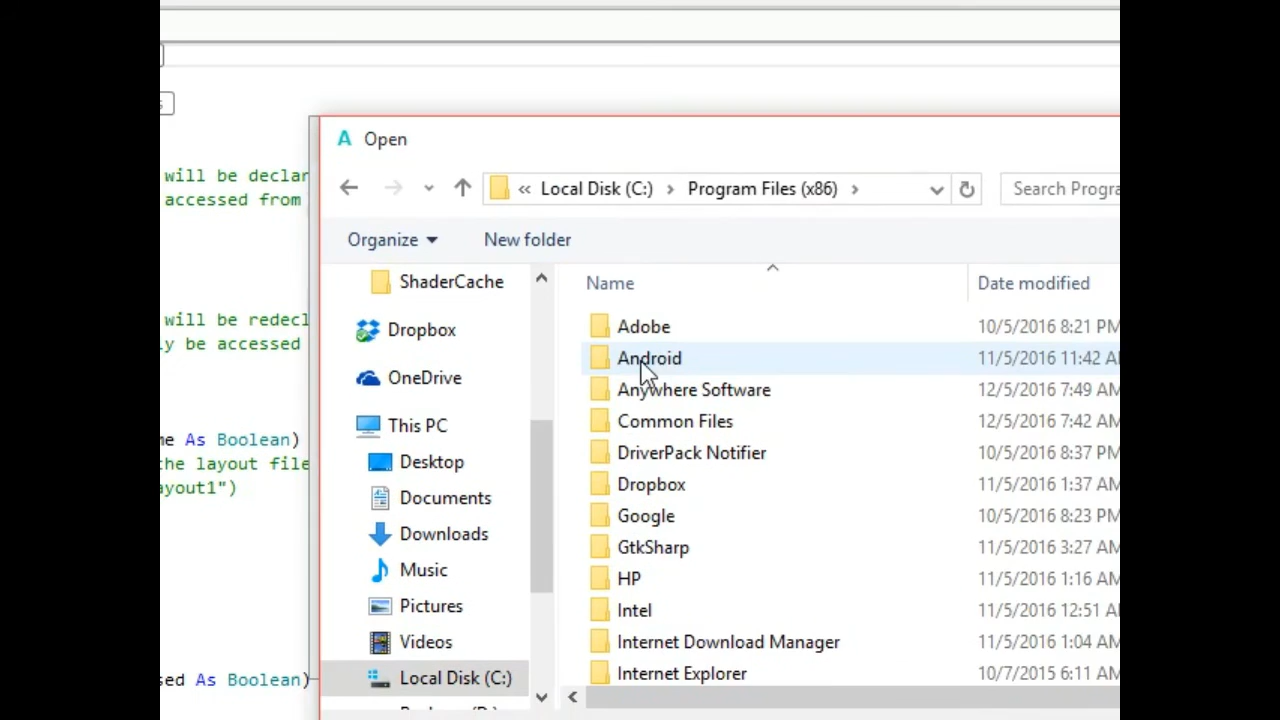 will be declar
accessed from
will be redecl
y be accessed
me As Boolean)
the layout file
ayout1")
sed As Boolean)
A Open
« Local Disk (C:) › Program Files (x86) ›
Search Progra
Organize
New folder
ShaderCache
Dropbox
OneDrive
This PC
Desktop
Documents
Downloads
Music
Pictures
Videos
Local Disk (C:)
Name Date modified
Adobe 10/5/2016 8:21 PM
Android 11/5/2016 11:42 A
Anywhere Software 12/5/2016 7:49 AM
Common Files 12/5/2016 7:42 AM
DriverPack Notifier 10/5/2016 8:37 PM
Dropbox 11/5/2016 1:37 AM
Google 10/5/2016 8:23 PM
GtkSharp 11/5/2016 3:27 AM
HP 11/5/2016 1:16 AM
Intel 11/5/2016 12:51 A
Internet Download Manager 11/5/2016 1:04 AM
Internet Explorer 10/7/2015 6:11 AM